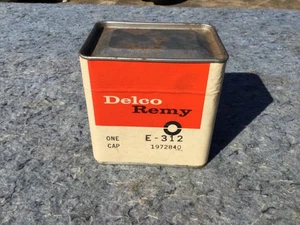 Delco
Remy
ONE E-312
CAP 1972840